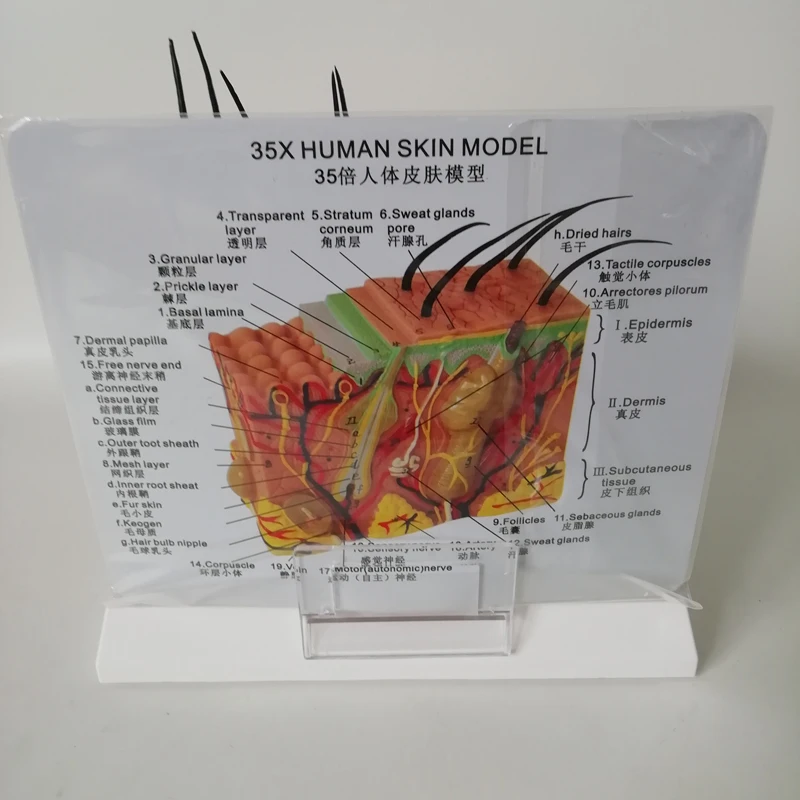 35X HUMAN SKIN MODEL
35倍人体皮肤模型
4.Transparent
layer
透明层
5.Stratum
corneum
角质层
6.Sweat glands
pore
汗腺孔
h.Dried hairs
毛干
3.Granular layer
颗粒层
13.Tactile corpuscles
触觉小体
2.Prickle layer
棘层
10.Arrectores pilorum
立毛肌
1.Basal lamina
基底层
I.Epidermis
表皮
7.Dermal papilla
真皮乳头
15.Free nerve end
游离神经末稍
a.Connective
tissue layer
结缔组织层
b.Glass film
玻璃膜
c.Outer toot sheath
外跟鞘
8.Mesh layer
网织层
d.Inner root sheat
内根鞘
e.Fur skin
毛小皮
f.Keogen
毛母质
g.Hair bulb nipple
毛球乳头
II.Dermis
真皮
III.Subcutaneous
tissue
皮下组织
9.Follicles
毛囊
11.Sebaceous glands
皮脂腺
14.Corpuscle
环层小体
19.
17.Motor(autonomic)nerve
动（自主）神经
感觉神经
动脉
Sweat glands